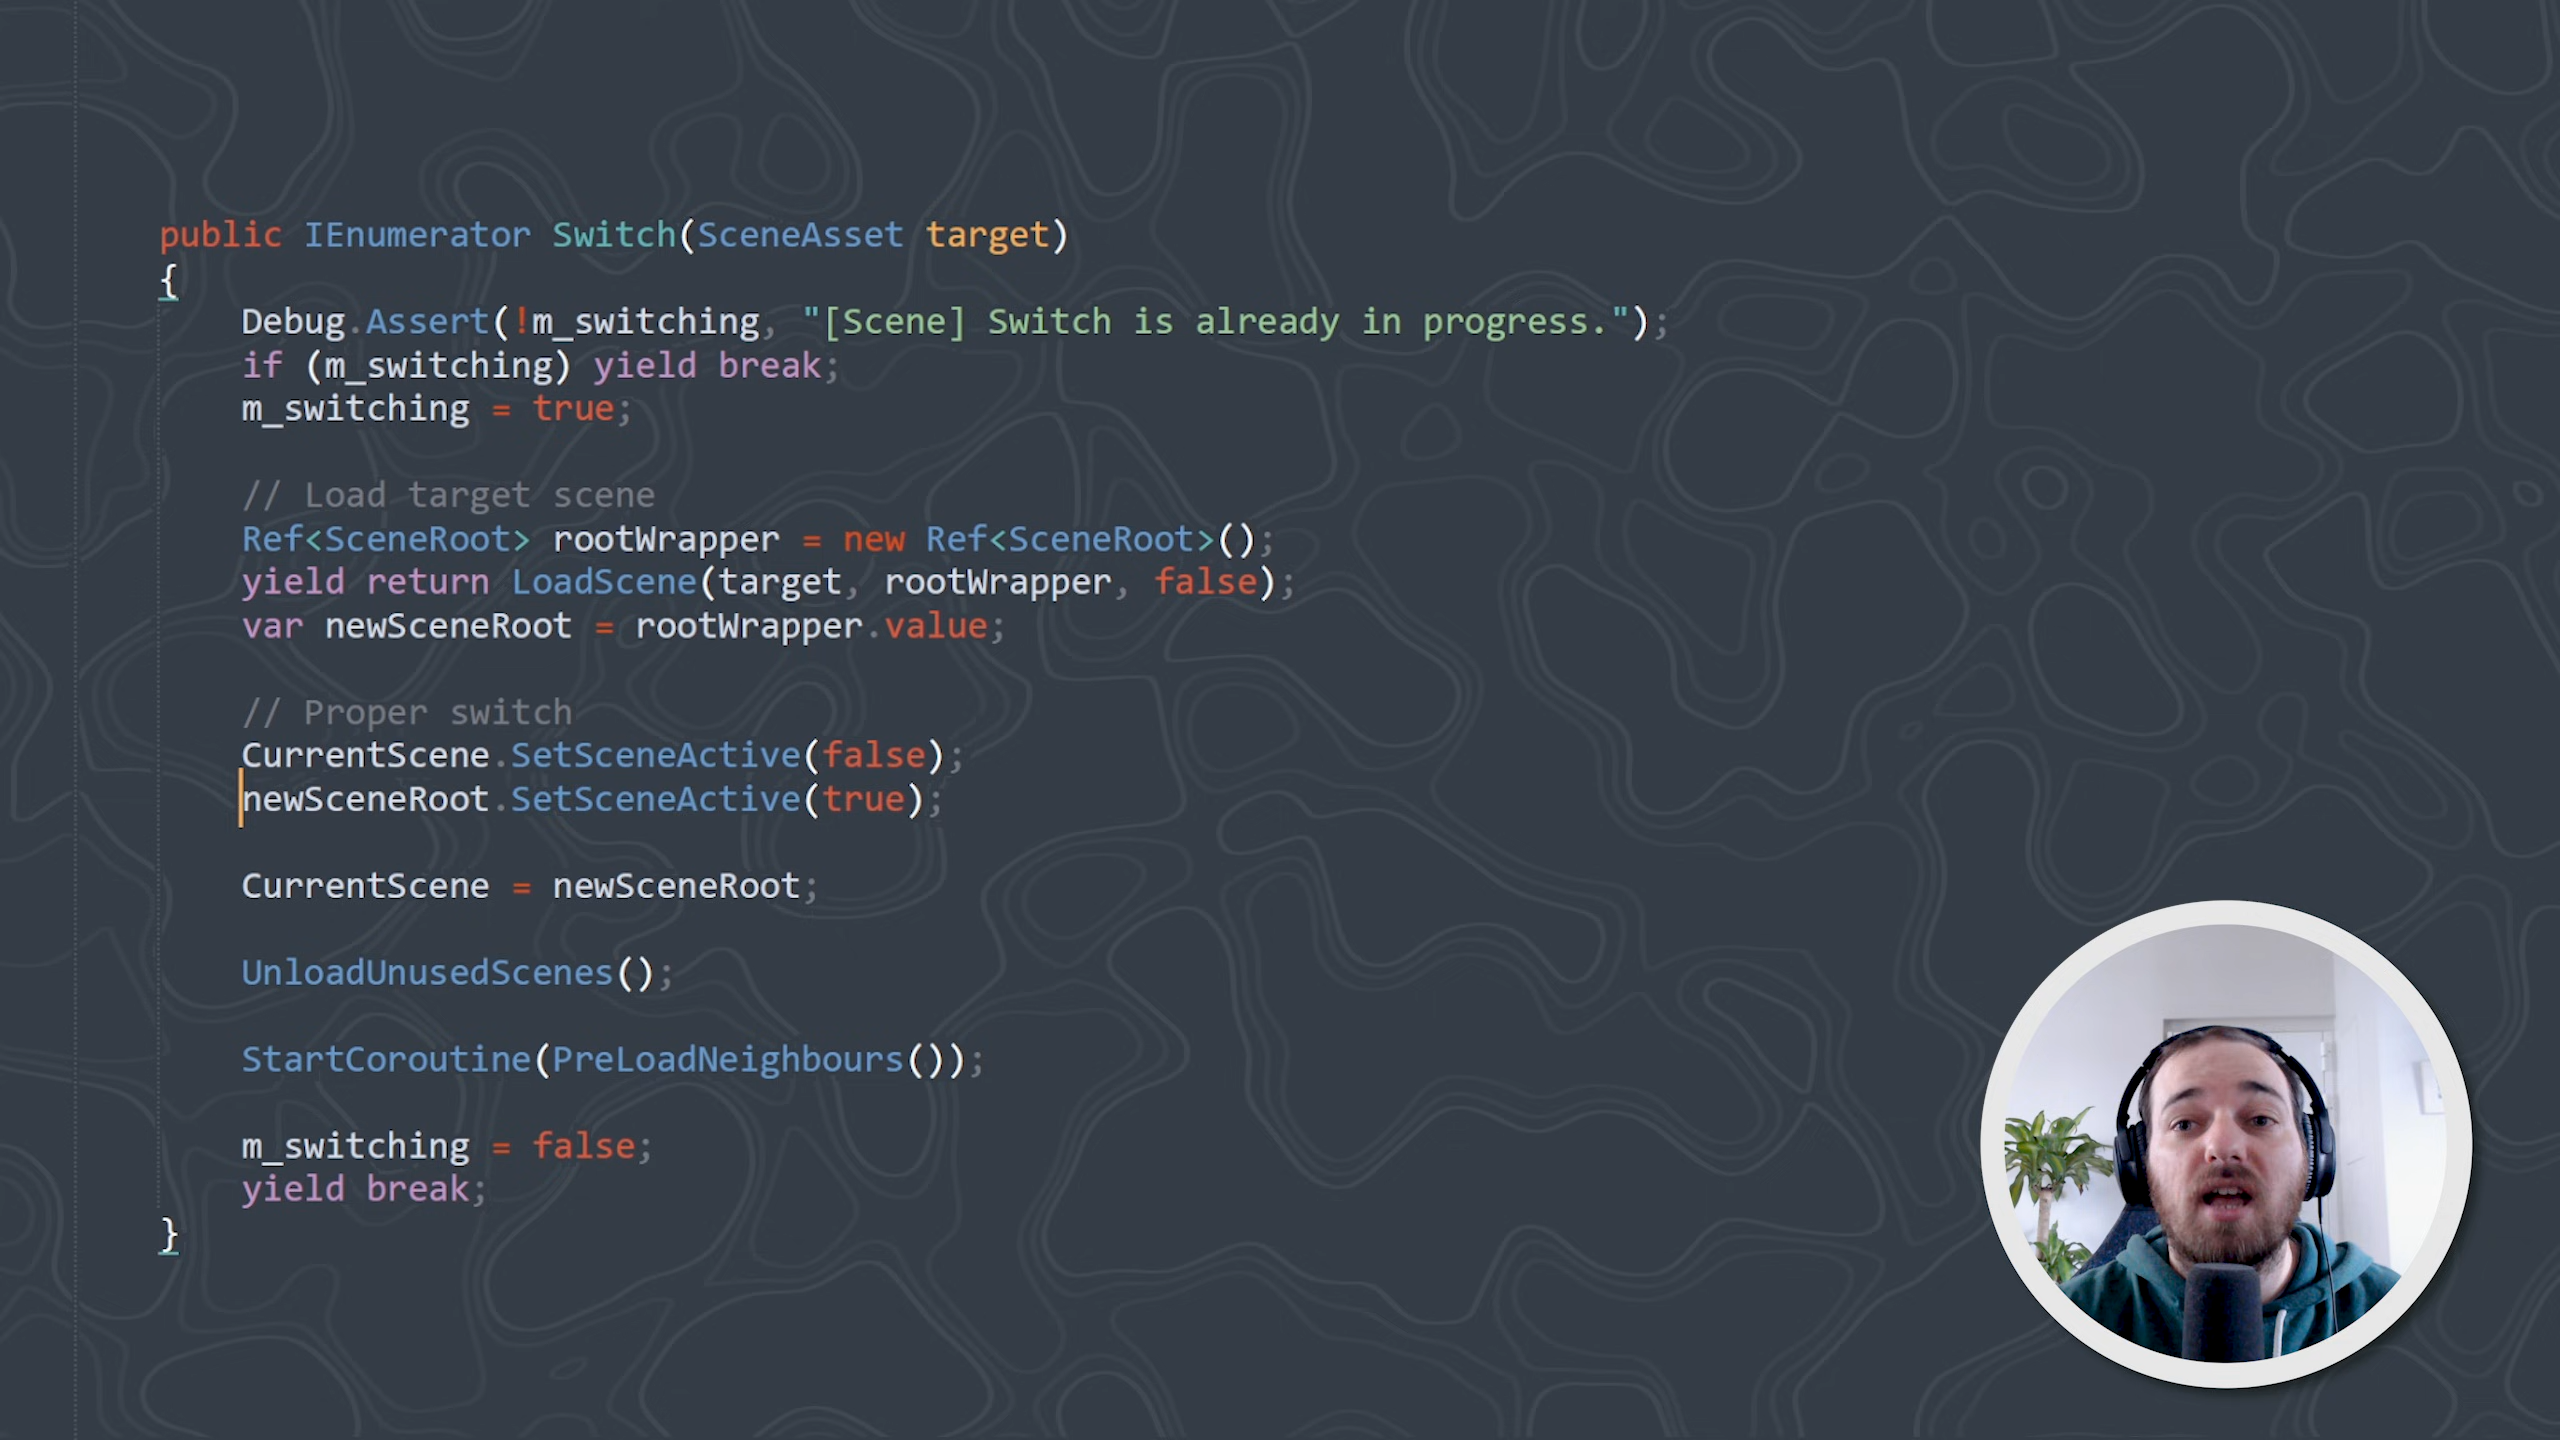 public IEnumerator Switch(SceneAsset target)
{
Debug.Assert(!m_switching, "[Scene] Switch is already in progress.");
if (m_switching) yield break;
m_switching = true;
// Load target scene
Ref<SceneRoot> rootWrapper = new Ref<SceneRoot>();
yield return LoadScene(target, rootWrapper, false);
var newSceneRoot = rootWrapper.value;
// Proper switch
CurrentScene.SetSceneActive(false);
newSceneRoot.SetSceneActive(true);
CurrentScene = newSceneRoot;
UnloadUnusedScenes();
StartCoroutine(PreLoadNeighbours());
m_switching = false;
yield break;
}